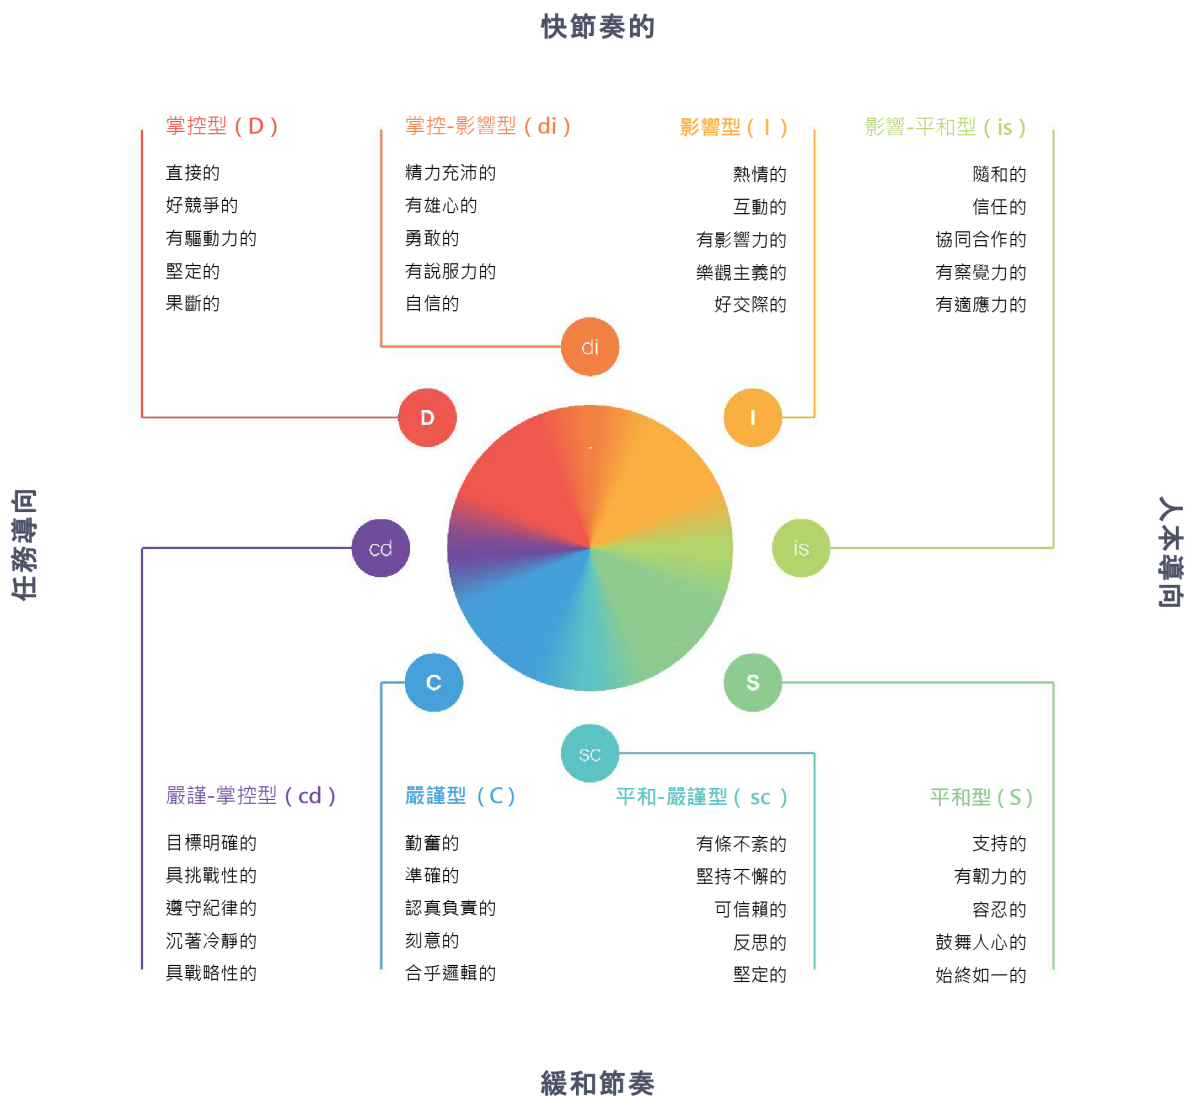 快節奏的
掌控型 ( D )
直接的
好競爭的
有驅動力的
堅定的
果斷的
掌控-影響型 ( di )
精力充沛的
有雄心的
勇敢的
有說服力的
自信的
影響型 ( I )
熱情的
互動的
有影響力的
樂觀主義的
好交際的
影響-平和型 ( is )
隨和的
信任的
協同合作的
有察覺力的
有適應力的
di
D
I
任務導向
cd
is
人本導向
C
S
sc
嚴謹-掌控型 ( cd )
目標明確的
具挑戰性的
遵守紀律的
沉著冷靜的
具戰略性的
嚴謹型 ( C )
勤奮的
準確的
認真負責的
刻意的
合乎邏輯的
平和-嚴謹型 ( sc )
有條不紊的
堅持不懈的
可信賴的
反思的
堅定的
平和型 ( S )
支持的
有韌力的
容忍的
鼓舞人心的
始終如一的
緩和節奏